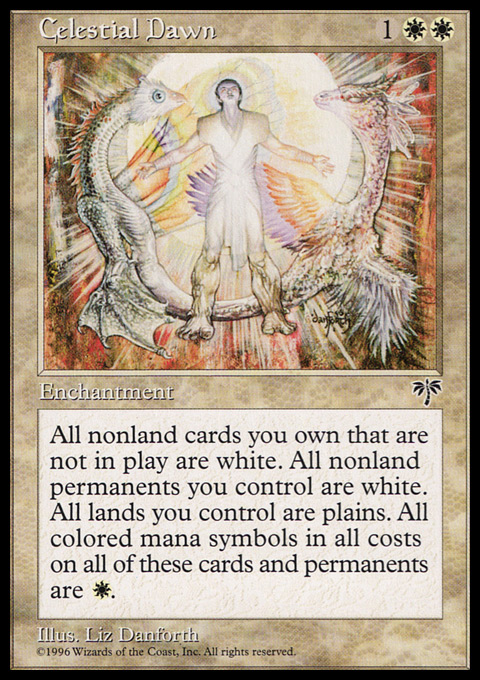 Celestial Dawn 1
Danforth
Enchantment
All nonland cards you own that are
not in play are white. All nonland
permanents you control are white.
All lands you control are plains. All
colored mana symbols in all costs
on all of these cards and permanents
are .
Illus. Liz Danforth
©1996 Wizards of the Coast, Inc. All rights reserved.